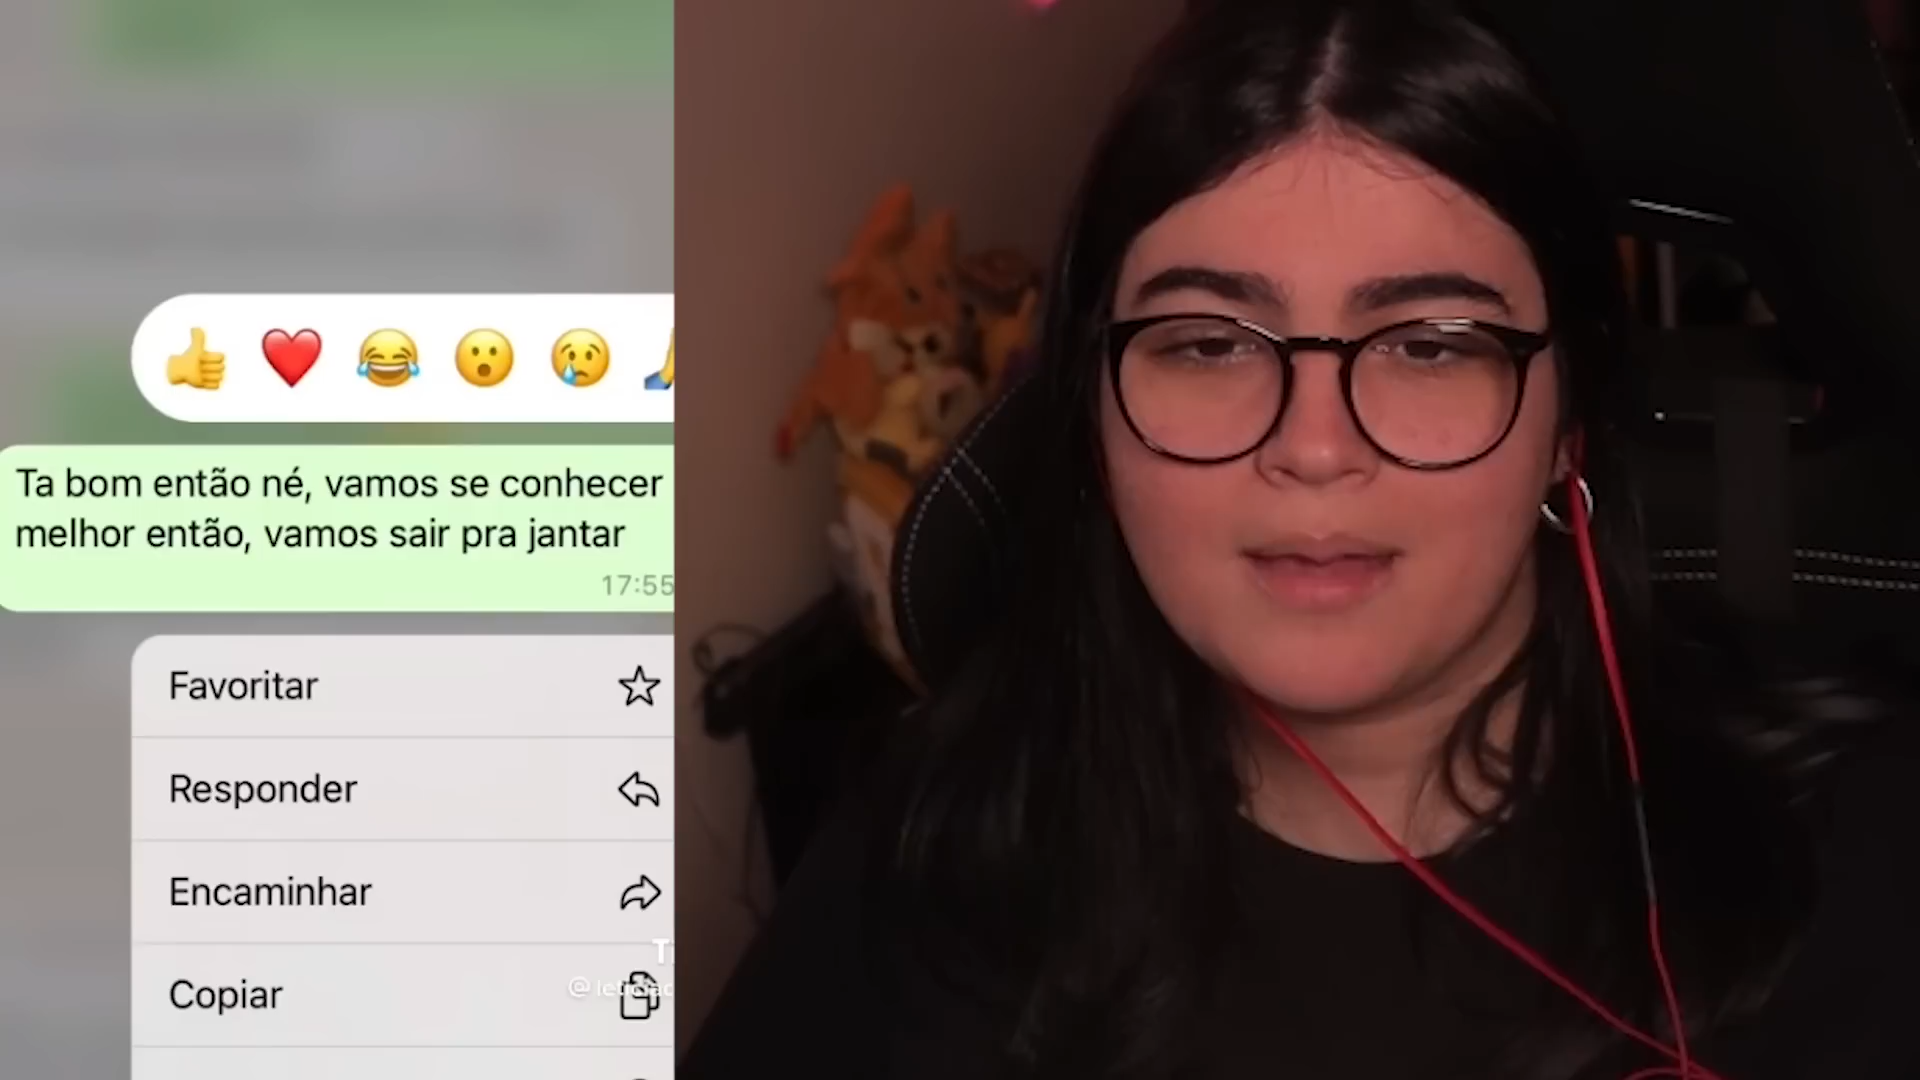 Ta bom então né, vamos se conhecer
melhor então, vamos sair pra jantar
17:55
Favoritar
Responder
Encaminhar
Copiar